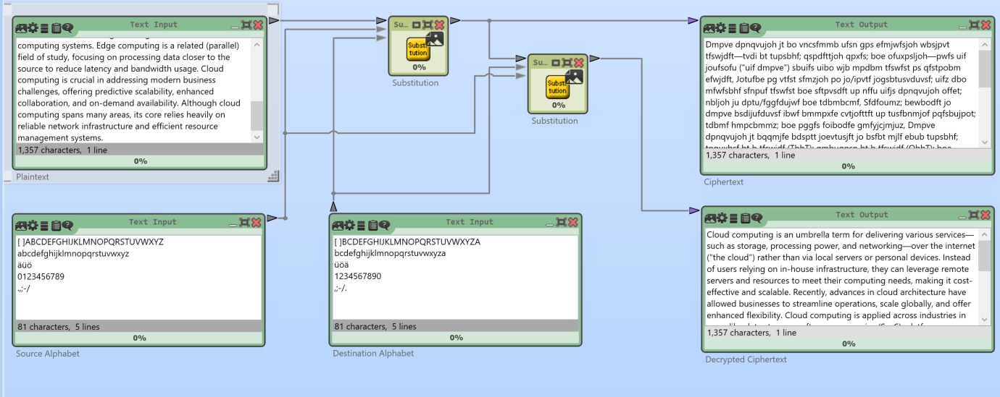 Text Input
computing systems. Edge computing is a related (parallel)
field of study, focusing on processing data closer to the
source to reduce latency and bandwidth usage. Cloud
computing is crucial in addressing modern business
challenges, offering predictive scalability, enhanced
collaboration, and on-demand availability. Although cloud
computing spans many areas, its core relies heavily on
reliable network infrastructure and efficient resource
management systems.
1,357 characters, 1 line
0%
Plaintext
Su...
Subst
tution
0%
Substitution
Su...
Subst
tution
0%
Substitution
Text Output
Dmpve dpnqvujoh jt bo vncsfmmb ufsn gps efmjwfsjoh wbsjpvt
tfswjdft—tvdi bt tupsbhf; qspdfttjoh qpxfs; boe ofuxpsljoh—pwfs uif
joufsofu ("uif dmpve") sbuifs uibo wjb mpdbm tfswfst ps qfstpobm
efwjdft, Jotufbe pg vtfst sfmzjoh po jo/ipvtf jogsbtusvduvsf; uifz dbo
mfwfsbhf sfnpuf tfswfst boe sftpvsdft up nffu uifjs dpnqvujoh offet;
nbljoh ju dptu/fggfdujwf boe tdbmbcmf, Sfdfoumz; bewbodft jo
dmpve bsdijufduvsf ibwf bmmpxfe cvtjofttft up tusfbnmjof pqfsbujpot;
tdbmf hmpcbmmz; boe pggfs foibodfe gmfyjcjmjuz, Dmpve
dpnqvujoh jt bqqmjfe bdsptt joevtusjft jo bsfbt mjlf ebub tupsbhf;
1,357 characters, 1 line
0%
Ciphertext
Text Input
[ ]ABCDEFGHIJKLMNOPQRSTUVWXYZ
abcdefghijklmnopqrstuvwxyz
äüö
0123456789
.,;-/
81 characters, 5 lines
0%
Source Alphabet
Text Input
[ ]BCDEFGHIJKLMNOPQRSTUVWXYZA
bcdefghijklmnopqrstuvwxyza
üöä
1234567890
,;-/.
81 characters, 5 lines
0%
Destination Alphabet
Text Output
Cloud computing is an umbrella term for delivering various services—
such as storage, processing power, and networking—over the internet
("the cloud") rather than via local servers or personal devices. Instead
of users relying on in-house infrastructure, they can leverage remote
servers and resources to meet their computing needs, making it cost-
effective and scalable. Recently, advances in cloud architecture have
allowed businesses to streamline operations, scale globally, and offer
enhanced flexibility. Cloud computing is applied across industries in
1,357 characters, 1 line
0%
Decrypted Ciphertext